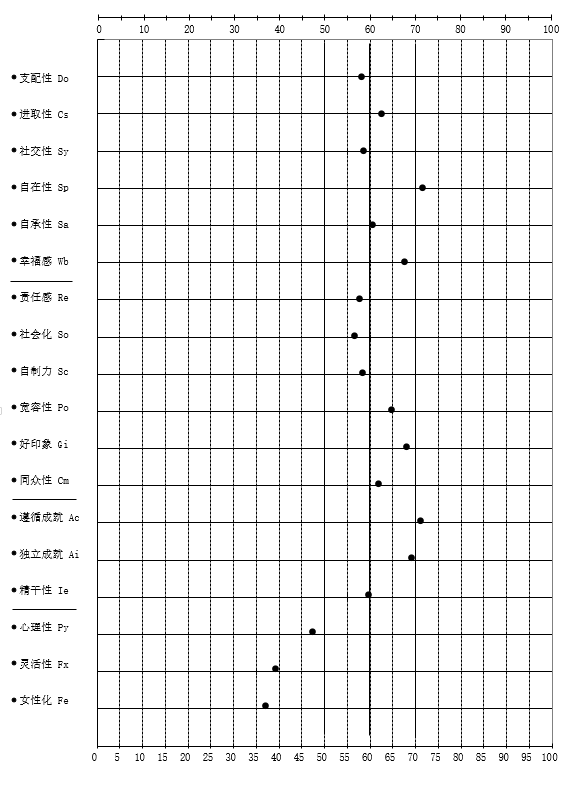 0 10 20 30 40 50 60 70 80 90 100
支配性 Do
进取性 Cs
社交性 Sy
自在性 Sp
自承性 Sa
幸福感 Wb
责任感 Re
社会化 So
自制力 Sc
宽容性 Po
好印象 Gi
同众性 Cm
遵循成就 Ac
独立成就 Ai
精干性 Ie
心理性 Py
灵活性 Fx
女性化 Fe
0 5 10 15 20 25 30 35 40 45 50 55 60 65 70 75 80 85 90 95 100